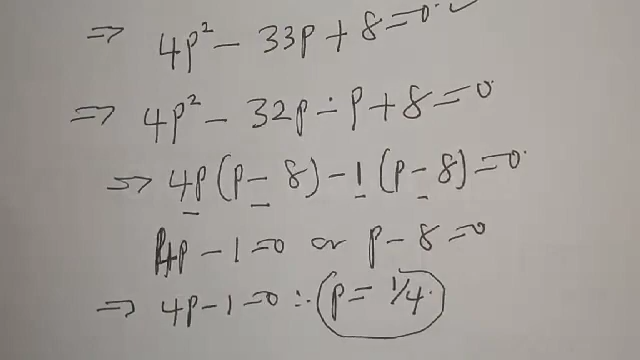 ⇒ 4p² − 33p + 8 = 0 ✓
⇒ 4p² − 32p − p + 8 = 0
⇒ 4p(p − 8) − 1(p − 8) = 0
4p − 1 = 0 or p − 8 = 0
⇒ 4p − 1 = 0 ∴ p = 1/4